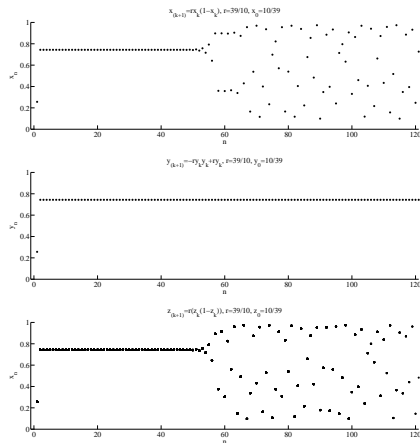 x_(k+1)=rx_k(1−x_k), r=39/10, x_0=10/39
1
0.8
0.6
0.4
0.2
0
0 20 40 60 80 100 120
x_n
n
y_(k+1)=−ry_k y_k+ry_k, r=39/10, y_0=10/39
1
0.8
0.6
0.4
0.2
0
0 20 40 60 80 100 120
y_n
n
z_(k+1)=r(z_k(1−z_k)), r=39/10, z_0=10/39
1
0.8
0.6
0.4
0.2
0
0 20 40 60 80 100 120
x_n
n